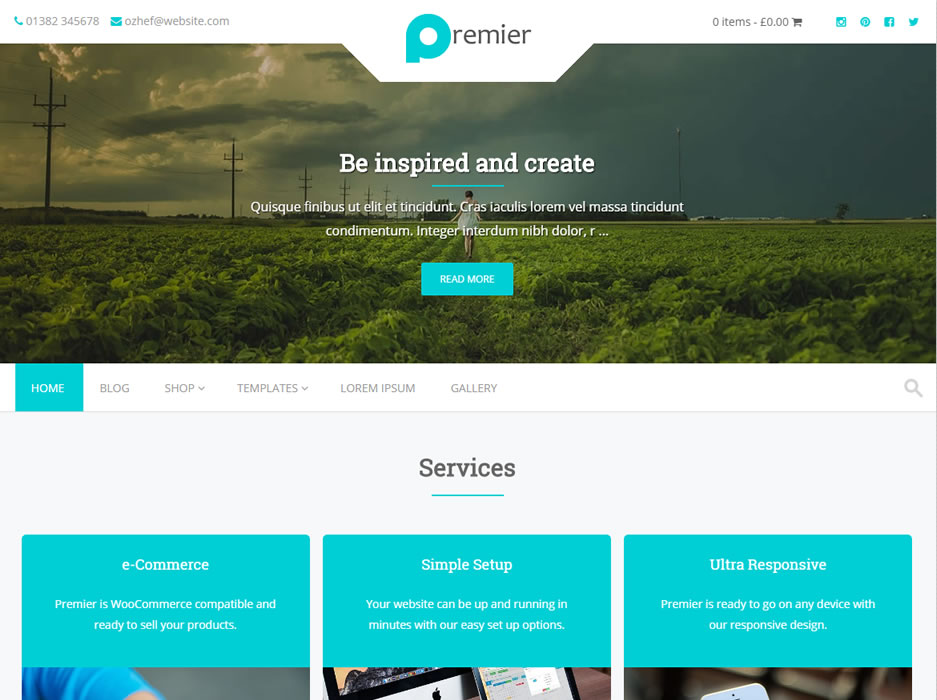 01382 345678 ozhef@website.com
premier
0 items - £0.00
Be inspired and create
Quisque finibus ut elit et tincidunt. Cras iaculis lorem vel massa tincidunt
condimentum. Integer interdum nibh dolor, r ...
READ MORE
HOME BLOG SHOP TEMPLATES LOREM IPSUM GALLERY
Services
e-Commerce
Premier is WooCommerce compatible and
ready to sell your products.
Simple Setup
Your website can be up and running in
minutes with our easy set up options.
Ultra Responsive
Premier is ready to go on any device with
our responsive design.